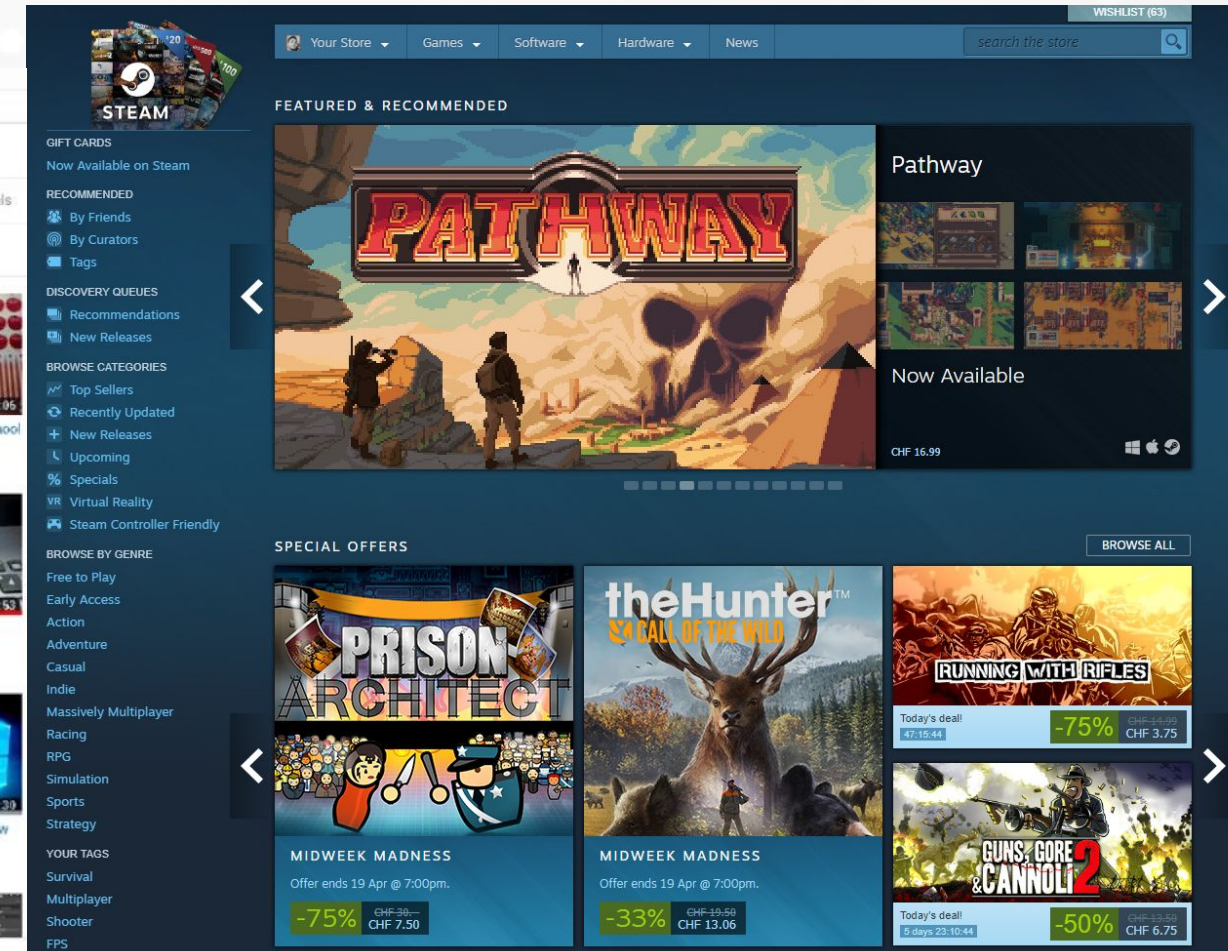 WISHLIST (63)
Your Store Games Software Hardware News
search the store
STEAM
GIFT CARDS
Now Available on Steam
RECOMMENDED
By Friends
By Curators
Tags
DISCOVERY QUEUES
Recommendations
New Releases
BROWSE CATEGORIES
Top Sellers
Recently Updated
New Releases
Upcoming
% Specials
VR Virtual Reality
Steam Controller Friendly
BROWSE BY GENRE
Free to Play
Early Access
Action
Adventure
Casual
Indie
Massively Multiplayer
Racing
RPG
Simulation
Sports
Strategy
YOUR TAGS
Survival
Multiplayer
Shooter
FPS
FEATURED & RECOMMENDED
PATHWAY
Pathway
Now Available
CHF 16.99
SPECIAL OFFERS
BROWSE ALL
PRISON
ARCHITECT
MIDWEEK MADNESS
Offer ends 19 Apr @ 7:00pm.
-75% CHF 30.-
CHF 7.50
theHunter™
CALL OF THE WILD
MIDWEEK MADNESS
Offer ends 19 Apr @ 7:00pm.
-33% CHF 19.50
CHF 13.06
RUNNING WITH RIFLES
Today's deal!
47:15:44
-75% CHF 14.99
CHF 3.75
GUNS, GORE
& CANNOLI 2
Today's deal!
5 days 23:10:44
-50% CHF 13.50
CHF 6.75